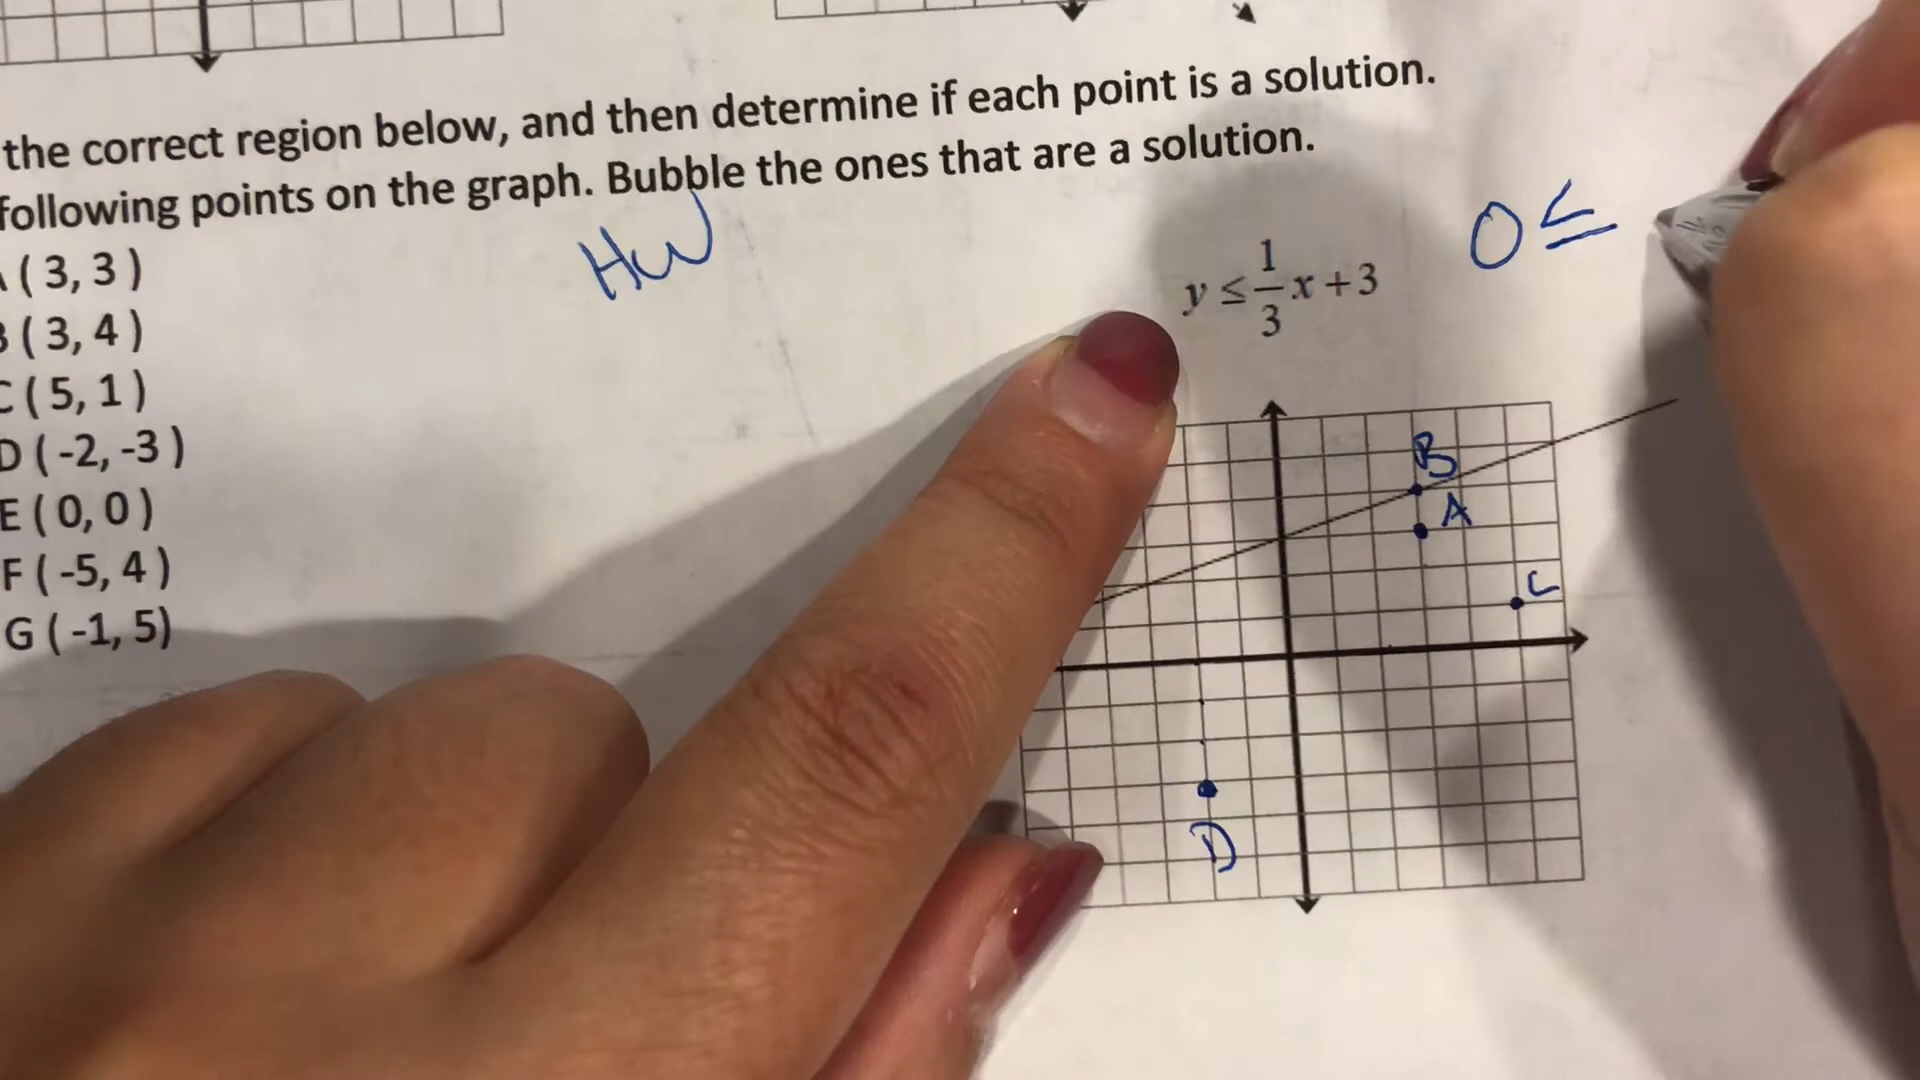 the correct region below, and then determine if each point is a solution.
following points on the graph. Bubble the ones that are a solution.
HW
( 3, 3 )
B ( 3, 4 )
C ( 5, 1 )
D ( -2, -3 )
E ( 0, 0 )
F ( -5, 4 )
G ( -1, 5)
y ≤ 1/3 x + 3
0 ≤
B
A
C
D